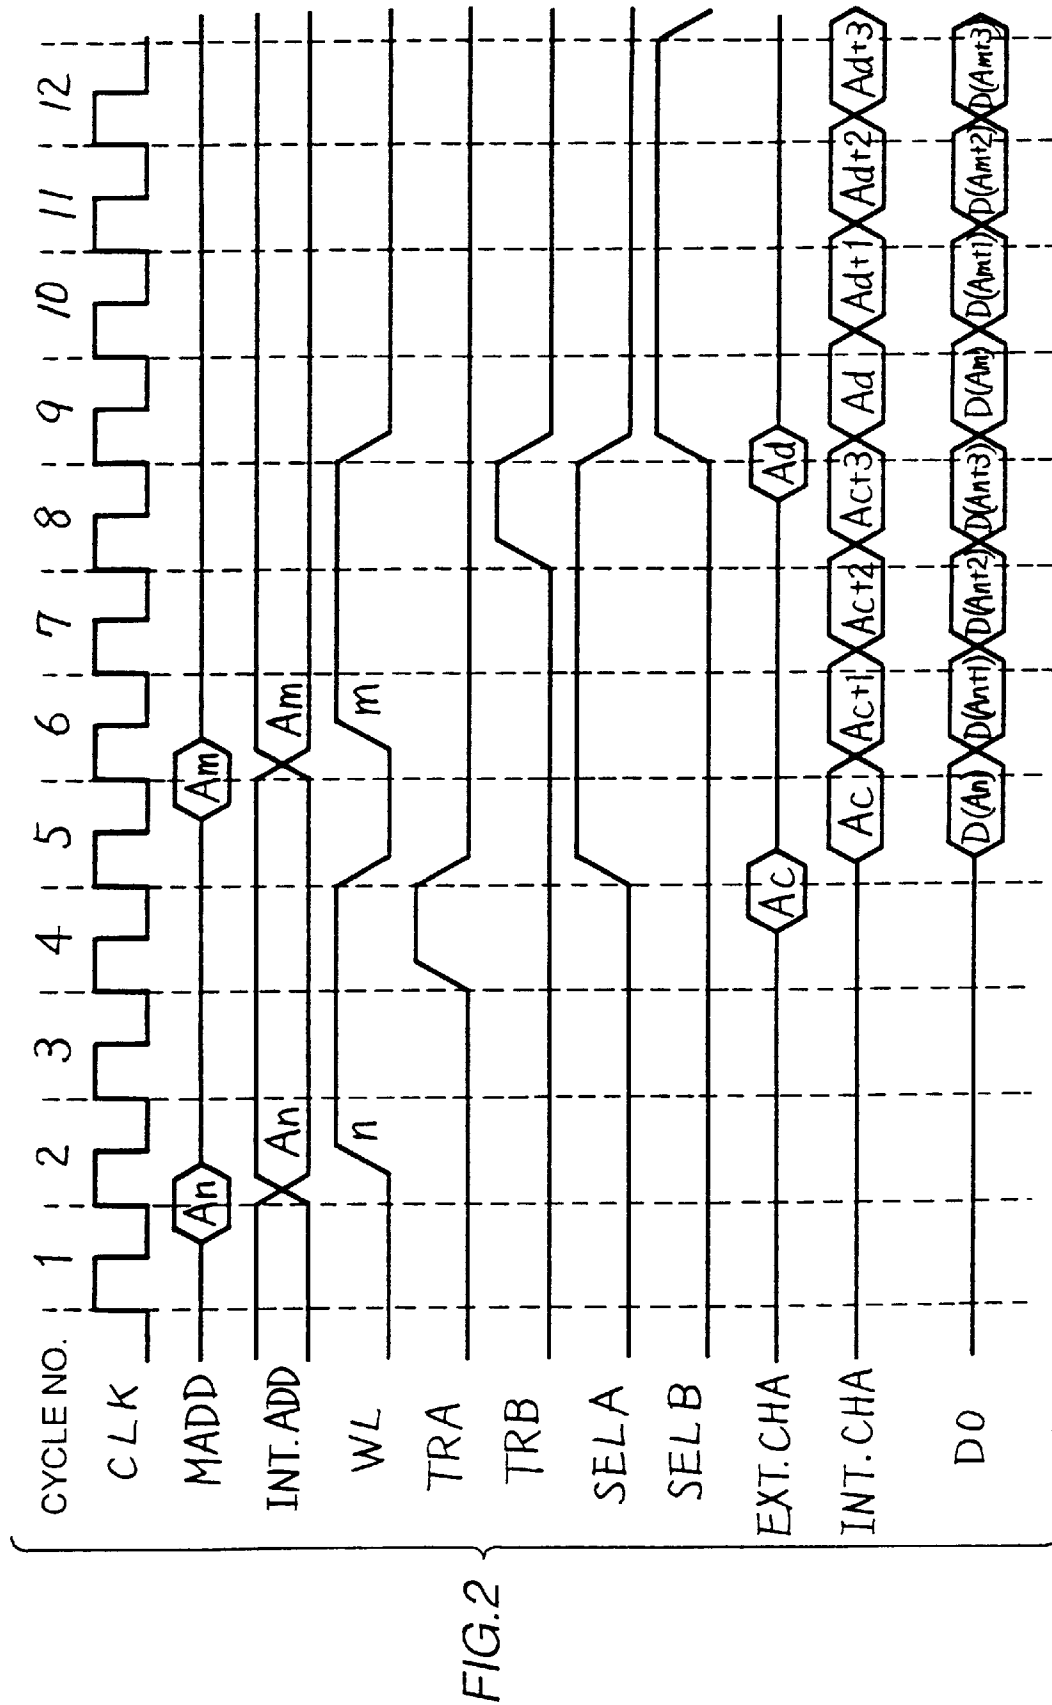 FIG.2
CYCLE NO. 1 2 3 4 5 6 7 8 9 10 11 12
CLK
MADD An Am
INT.ADD An Am
WL n m
TRA
TRB
SELA
SELB
EXT.CHA Ac Ad
INT.CHA Ac Ac+1 Ac+2 Ac+3 Ad Ad+1 Ad+2 Ad+3
DO D(An) D(An+1) D(An+2) D(An+3) D(Am) D(Am+1) D(Am+2) D(Am+3)